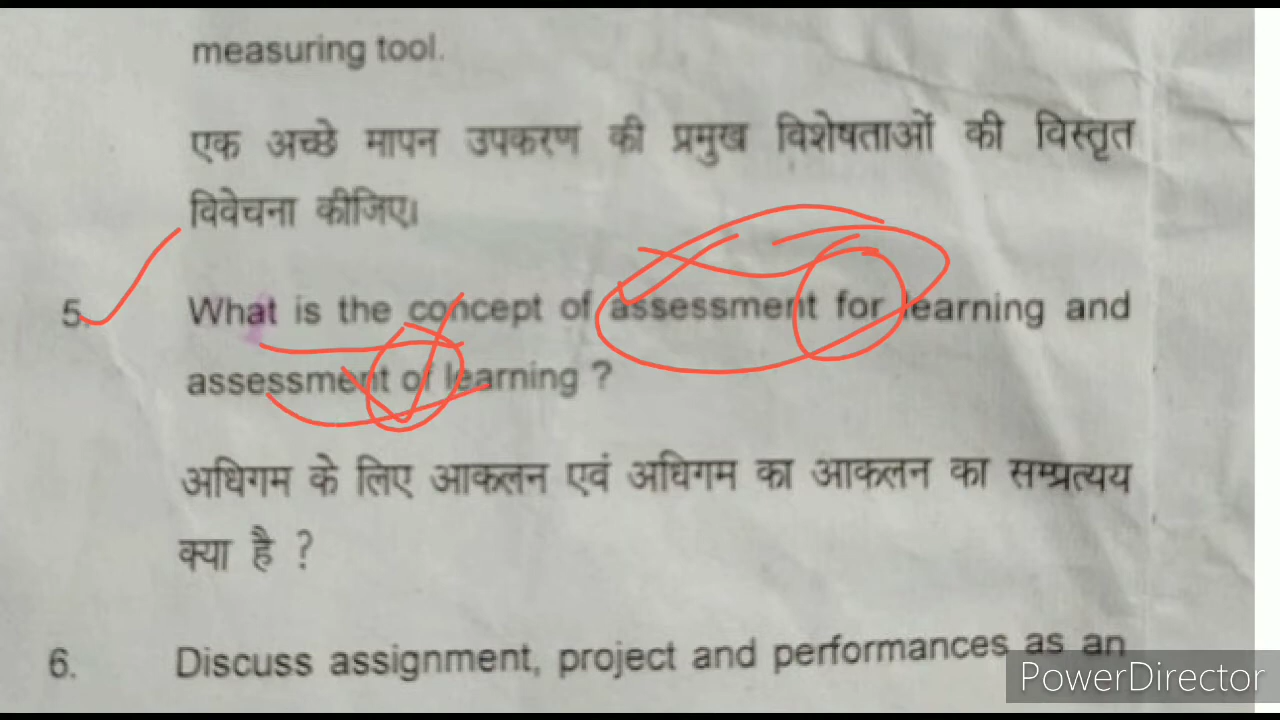 measuring tool.
एक अच्छे मापन उपकरण की प्रमुख विशेषताओं की विस्तृत
विवेचना कीजिए।
5. What is the concept of assessment for learning and
assessment of learning ?
अधिगम के लिए आकलन एवं अधिगम का आकलन का सम्प्रत्यय
क्या है ?
6. Discuss assignment, project and performances as an
PowerDirector